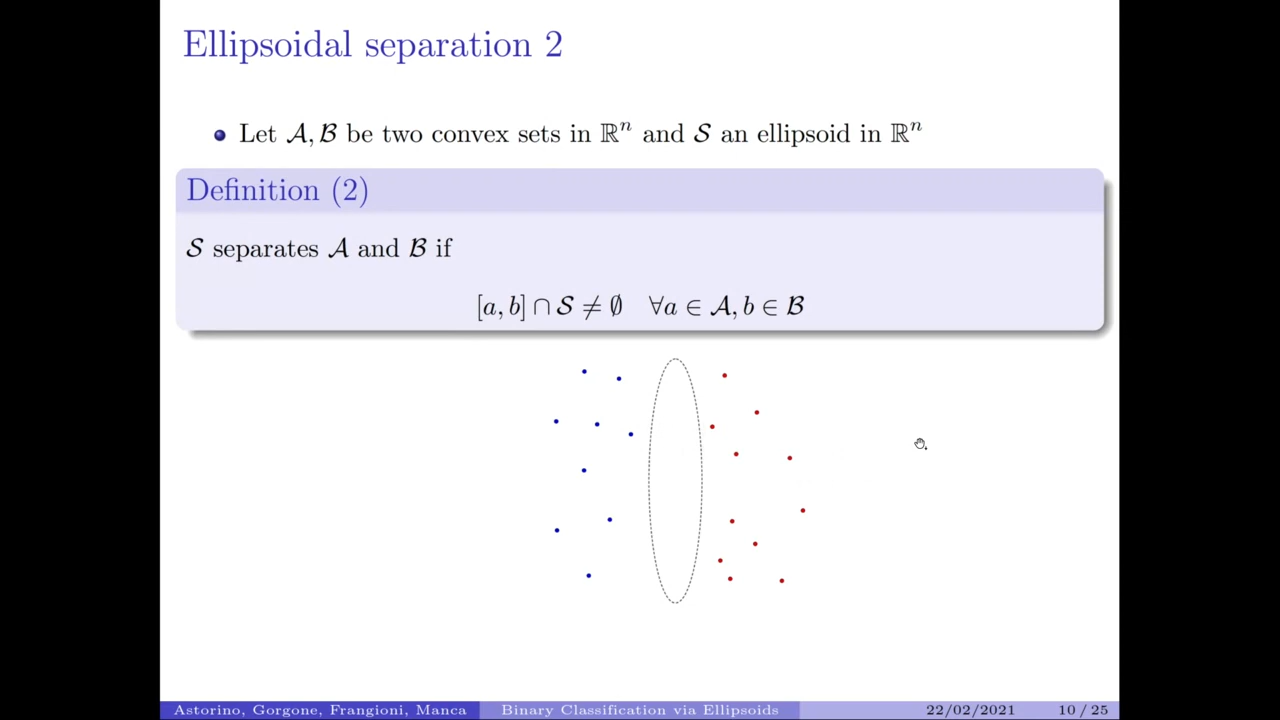 Ellipsoidal separation 2
Let 𝒜, ℬ be two convex sets in ℝⁿ and 𝒮 an ellipsoid in ℝⁿ
Definition (2)
𝒮 separates 𝒜 and ℬ if
[a, b] ∩ 𝒮 ≠ ∅ ∀a ∈ 𝒜, b ∈ ℬ
Astorino, Gorgone, Frangioni, Manca Binary Classification via Ellipsoids 22/02/2021 10 / 25